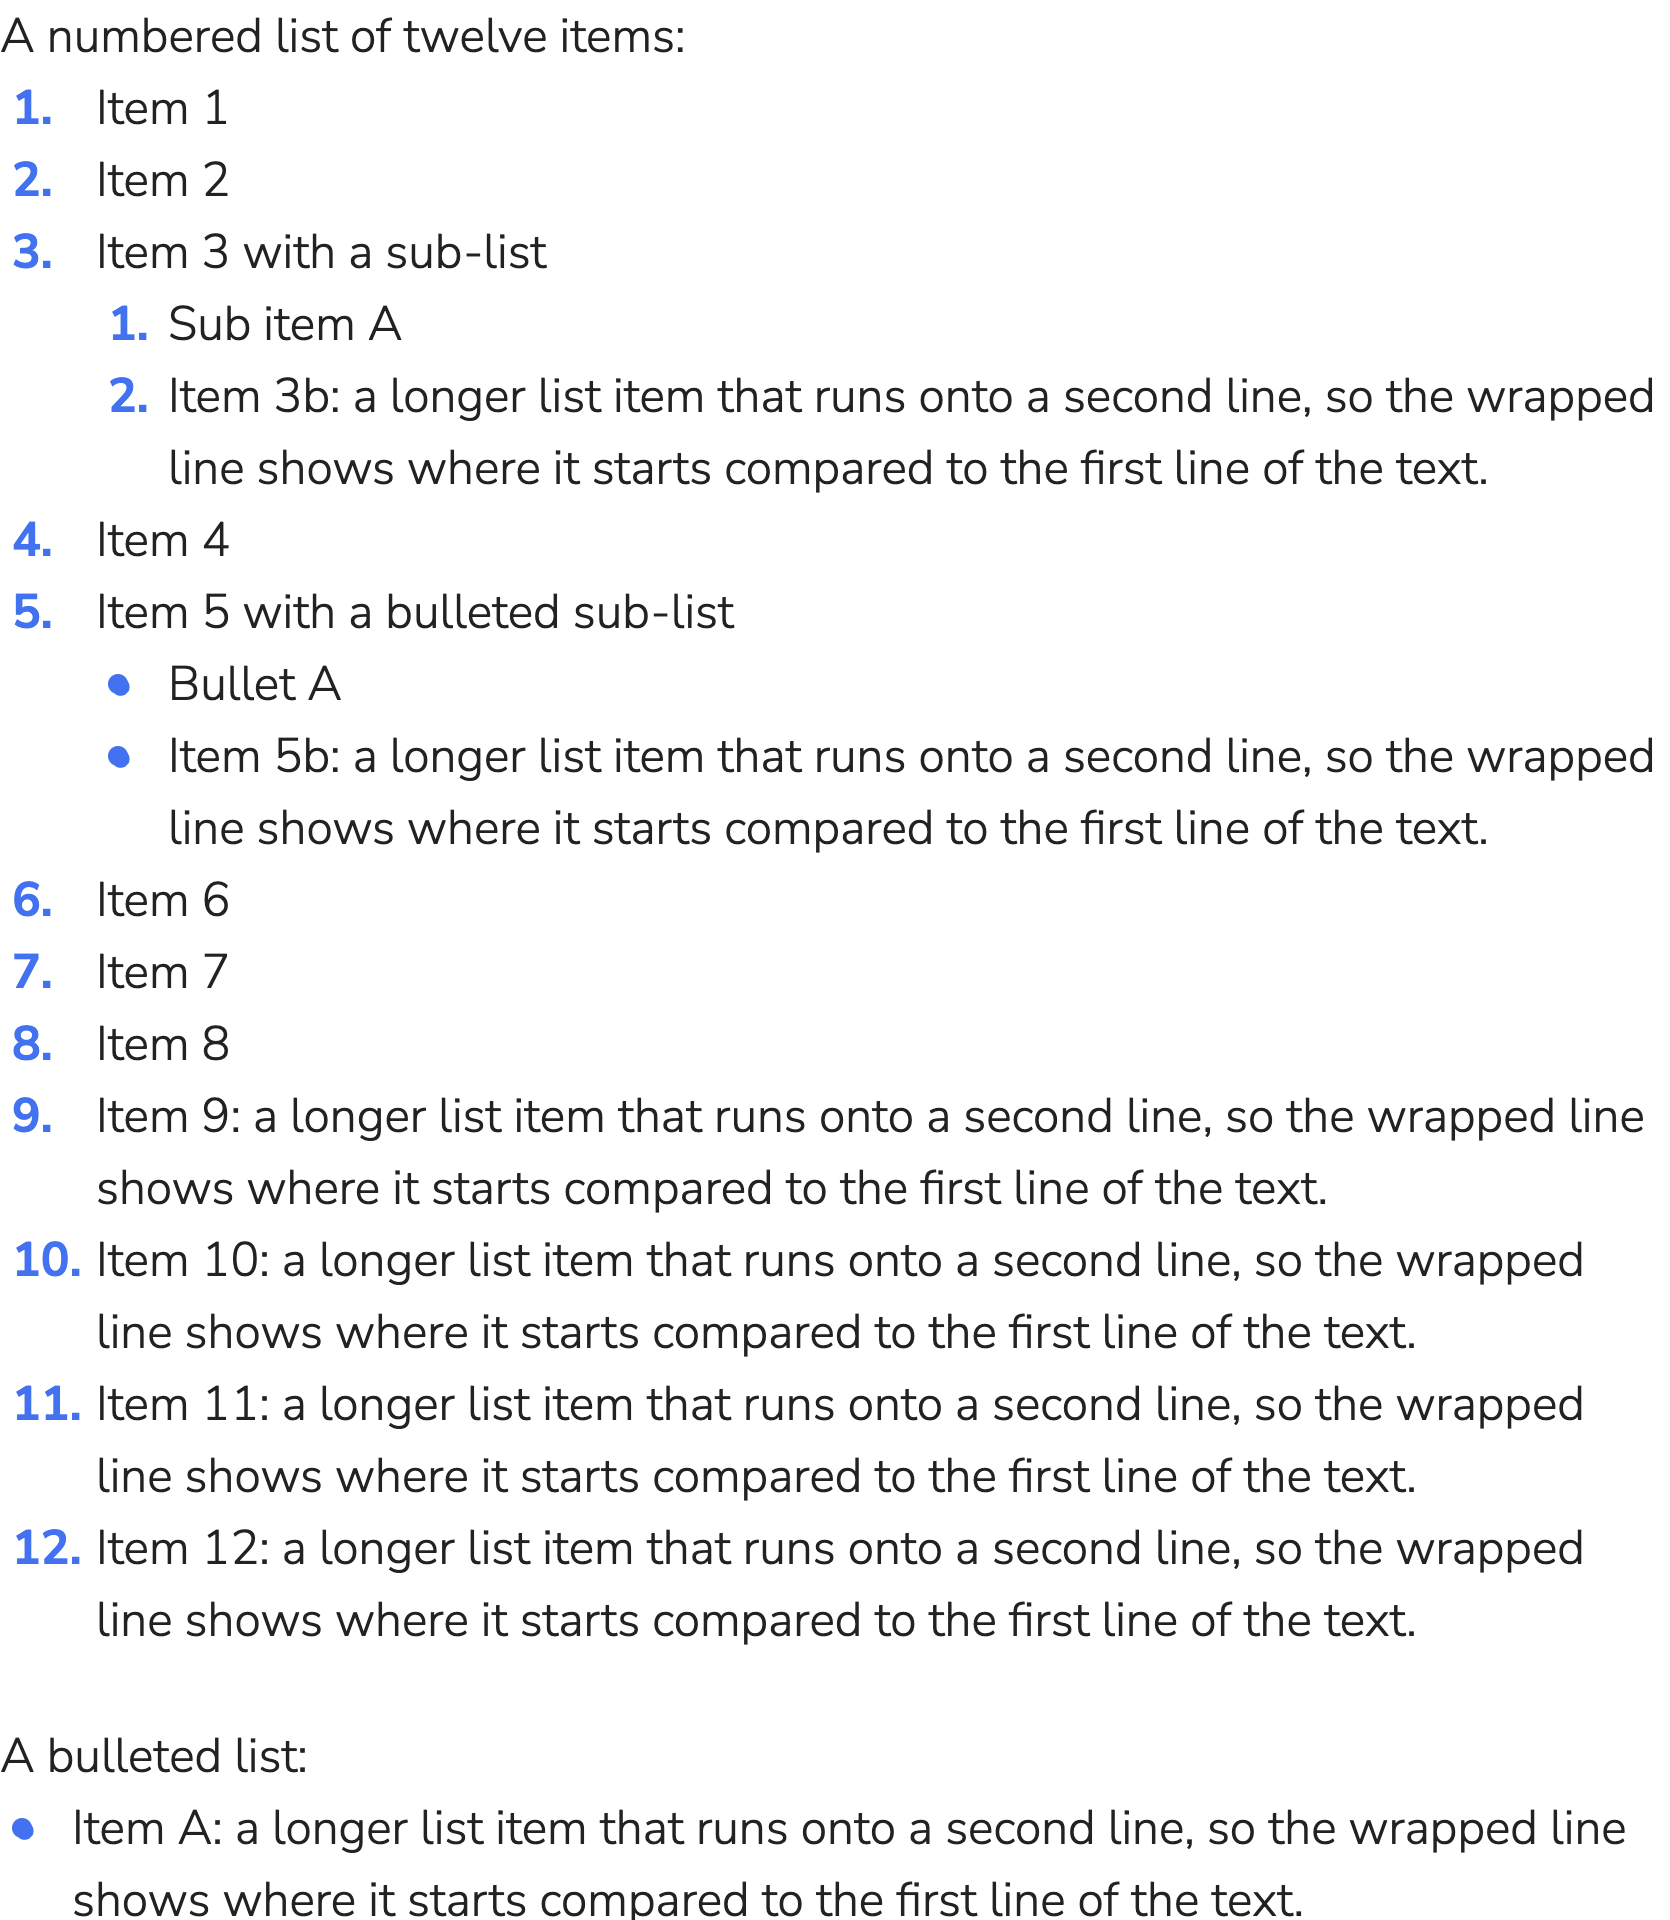 A numbered list of twelve items:
1. Item 1
2. Item 2
3. Item 3 with a sub-list
1. Sub item A
2. Item 3b: a longer list item that runs onto a second line, so the wrapped
line shows where it starts compared to the first line of the text.
4. Item 4
5. Item 5 with a bulleted sub-list
• Bullet A
• Item 5b: a longer list item that runs onto a second line, so the wrapped
line shows where it starts compared to the first line of the text.
6. Item 6
7. Item 7
8. Item 8
9. Item 9: a longer list item that runs onto a second line, so the wrapped line
shows where it starts compared to the first line of the text.
10. Item 10: a longer list item that runs onto a second line, so the wrapped
line shows where it starts compared to the first line of the text.
11. Item 11: a longer list item that runs onto a second line, so the wrapped
line shows where it starts compared to the first line of the text.
12. Item 12: a longer list item that runs onto a second line, so the wrapped
line shows where it starts compared to the first line of the text.
A bulleted list:
• Item A: a longer list item that runs onto a second line, so the wrapped line
shows where it starts compared to the first line of the text.